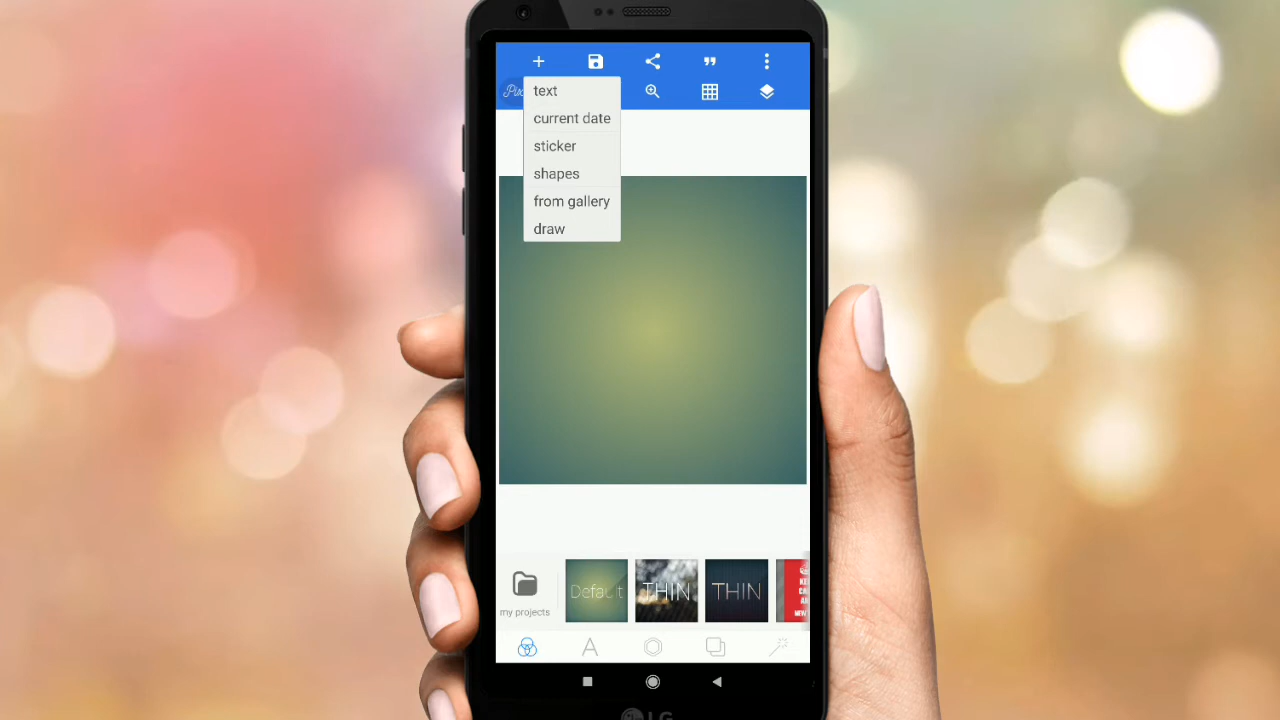 text
current date
sticker
shapes
from gallery
draw
my projects
Default
THIN
THIN
LG